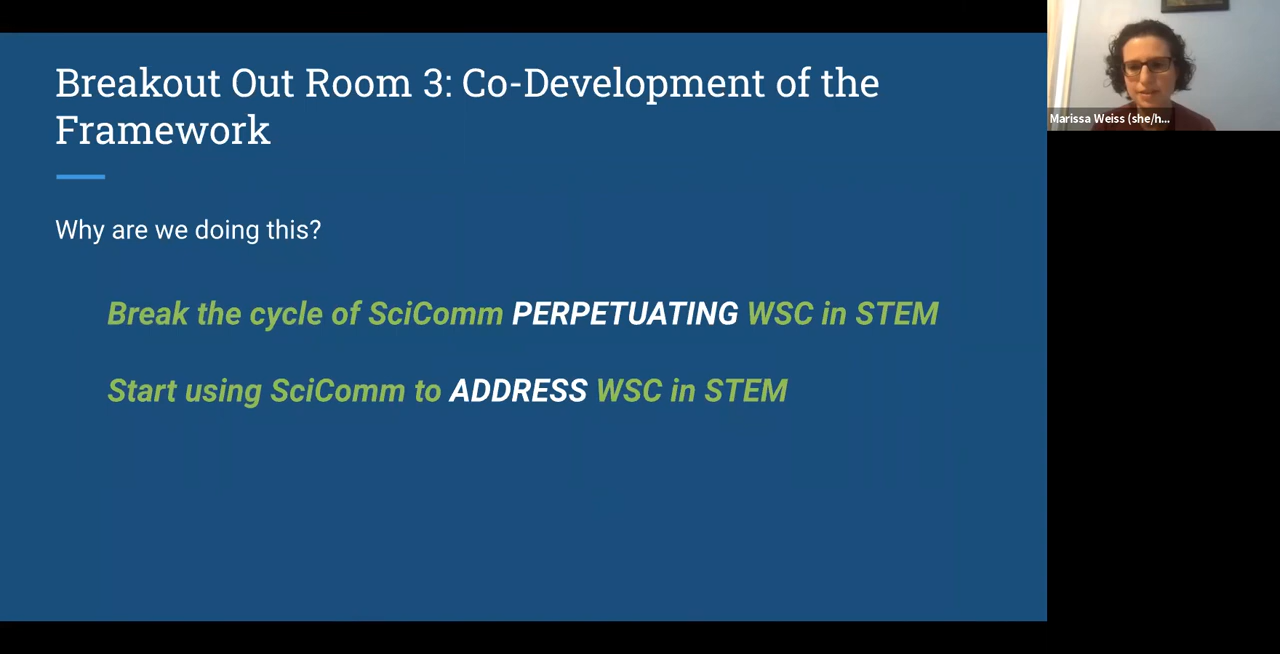 Breakout Out Room 3: Co-Development of the
Framework
Why are we doing this?
Break the cycle of SciComm PERPETUATING WSC in STEM
Start using SciComm to ADDRESS WSC in STEM
Marissa Weiss (she/h...